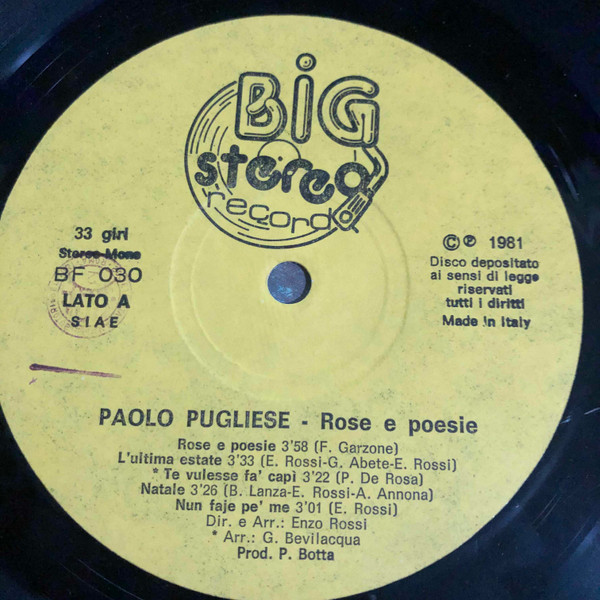 BiG
stereo
record
33 giri
Stereo-Mono
BF 030
LATO A
SIAE
© ℗ 1981
Disco depositato
ai sensi di legge
riservati
tutti i diritti
Made in Italy
PAOLO PUGLIESE - Rose e poesie
Rose e poesie 3'58 (F. Garzone)
L'ultima estate 3'33 (E. Rossi-G. Abete-E. Rossi)
* Te vulesse fa' capì 3'22 (P. De Rosa)
Natale 3'26 (B. Lanza-E. Rossi-A. Annona)
Nun faje pe' me 3'01 (E. Rossi)
Dir. e Arr.: Enzo Rossi
* Arr.: G. Bevilacqua
Prod. P. Botta